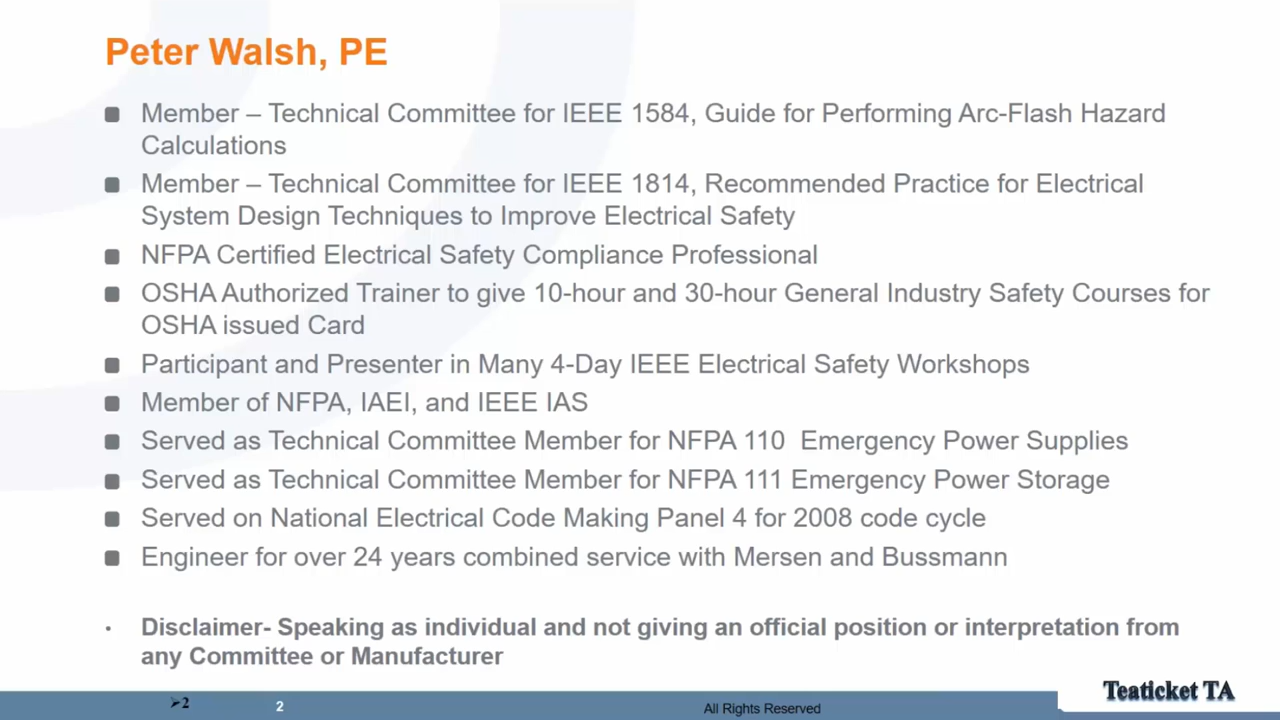 Peter Walsh, PE
Member – Technical Committee for IEEE 1584, Guide for Performing Arc-Flash Hazard
Calculations
Member – Technical Committee for IEEE 1814, Recommended Practice for Electrical
System Design Techniques to Improve Electrical Safety
NFPA Certified Electrical Safety Compliance Professional
OSHA Authorized Trainer to give 10-hour and 30-hour General Industry Safety Courses for
OSHA issued Card
Participant and Presenter in Many 4-Day IEEE Electrical Safety Workshops
Member of NFPA, IAEI, and IEEE IAS
Served as Technical Committee Member for NFPA 110  Emergency Power Supplies
Served as Technical Committee Member for NFPA 111 Emergency Power Storage
Served on National Electrical Code Making Panel 4 for 2008 code cycle
Engineer for over 24 years combined service with Mersen and Bussmann
Disclaimer- Speaking as individual and not giving an official position or interpretation from
any Committee or Manufacturer
➢2
2
All Rights Reserved
Teaticket TA